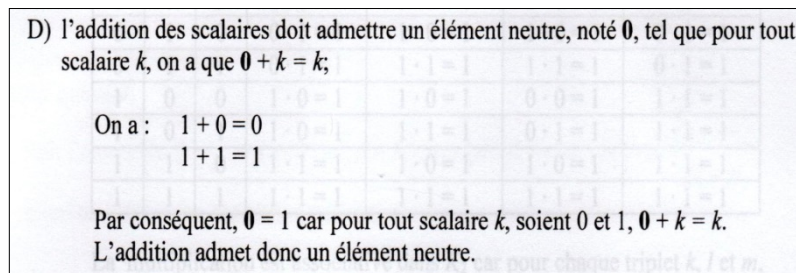 D) l'addition des scalaires doit admettre un élément neutre, noté 0, tel que pour tout
scalaire k, on a que 0 + k = k;
On a : 1 + 0 = 0
1 + 1 = 1
Par conséquent, 0 = 1 car pour tout scalaire k, soient 0 et 1, 0 + k = k.
L'addition admet donc un élément neutre.